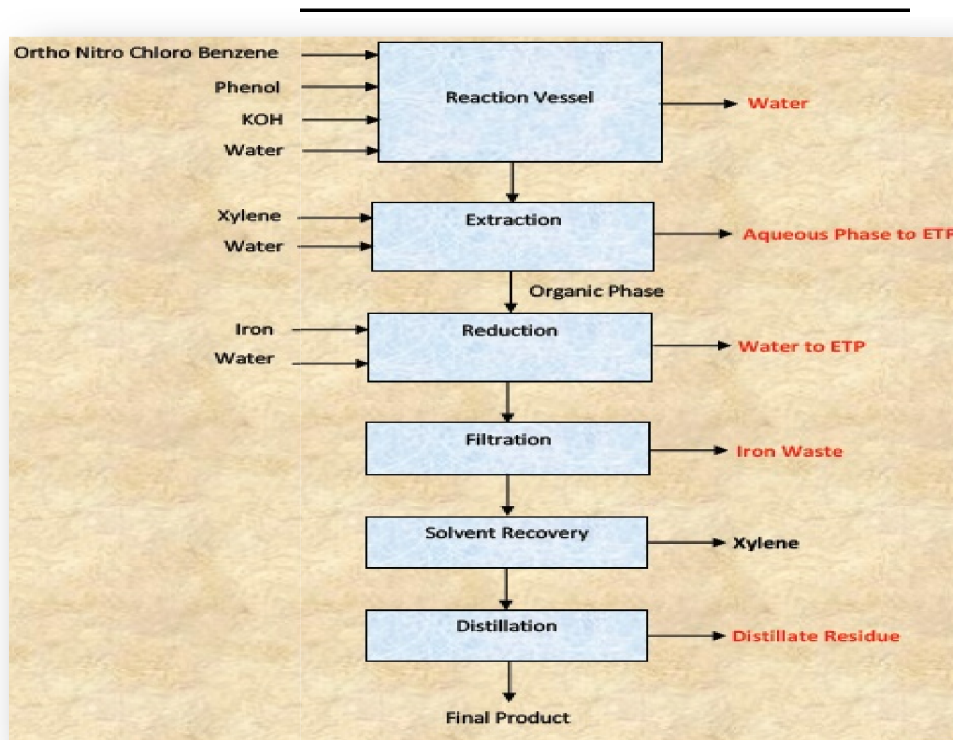 Ortho Nitro Chloro Benzene
Phenol
KOH
Water
Reaction Vessel
Water
Xylene
Water
Extraction
Aqueous Phase to ETP
Organic Phase
Iron
Water
Reduction
Water to ETP
Filtration
Iron Waste
Solvent Recovery
Xylene
Distillation
Distillate Residue
Final Product